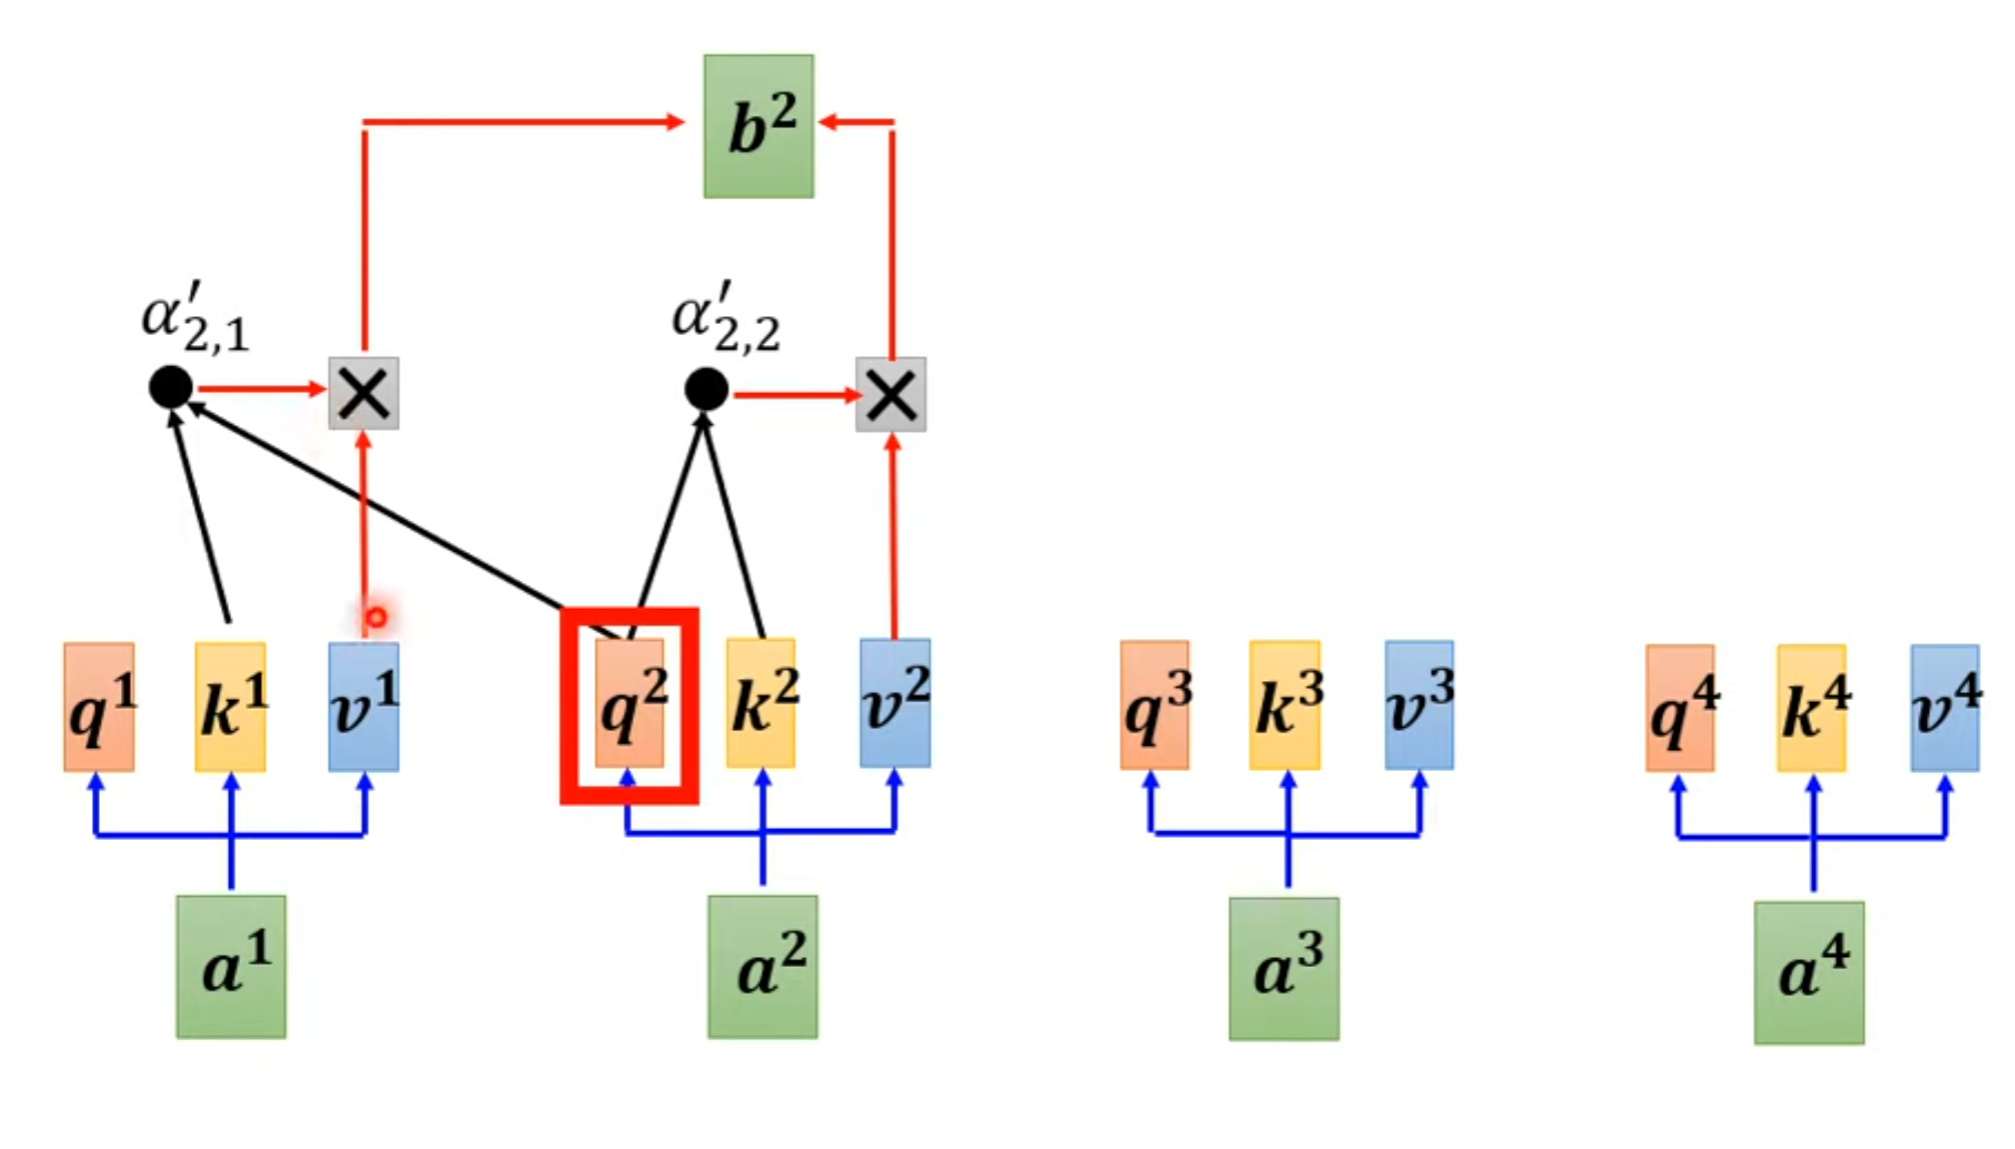 b²
α′₂,₁ α′₂,₂
q¹ k¹ v¹ q² k² v² q³ k³ v³ q⁴ k⁴ v⁴
a¹ a² a³ a⁴